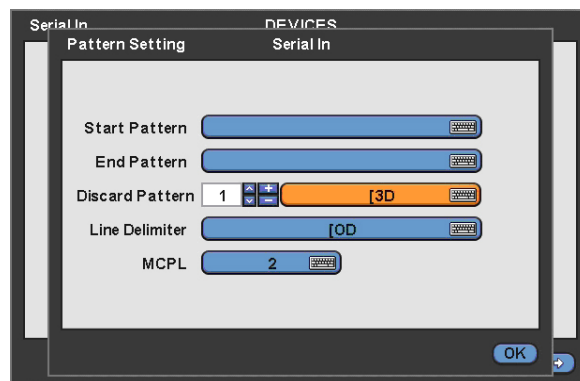 Serial In DEVICES
Pattern Setting Serial In
Start Pattern
End Pattern
Discard Pattern 1 [3D
Line Delimiter [OD
MCPL 2
OK